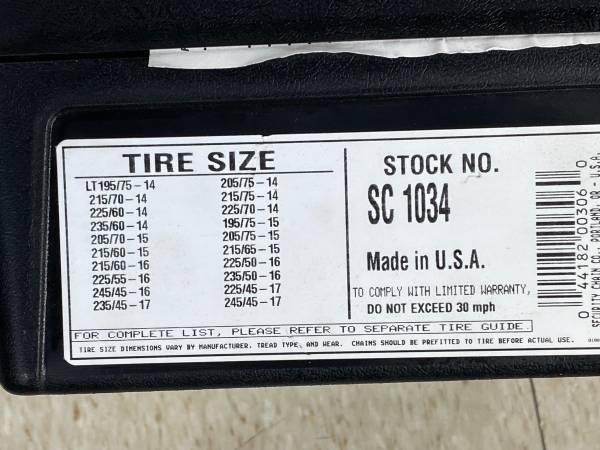 TIRE SIZE
LT195/75-14
215/70-14
225/60-14
235/60-14
205/70-15
215/60-15
215/60-16
225/55-16
245/45-16
235/45-17
205/75-14
215/75-14
225/70-14
195/75-15
205/75-15
215/65-15
225/50-16
235/50-16
225/45-17
245/45-17
STOCK NO.
SC 1034
Made in U.S.A.
TO COMPLY WITH LIMITED WARRANTY,
DO NOT EXCEED 30 mph
FOR COMPLETE LIST, PLEASE REFER TO SEPARATE TIRE GUIDE.
TIRE SIZE DIMENSIONS VARY BY MANUFACTURER, TREAD TYPE, AND WEAR. CHAINS SHOULD BE PREFITTED TO TIRE BEFORE ACTUAL USE.
0 44182 00306 0
SECURITY CHAIN CO., PORTLAND, OR - U.S.A.